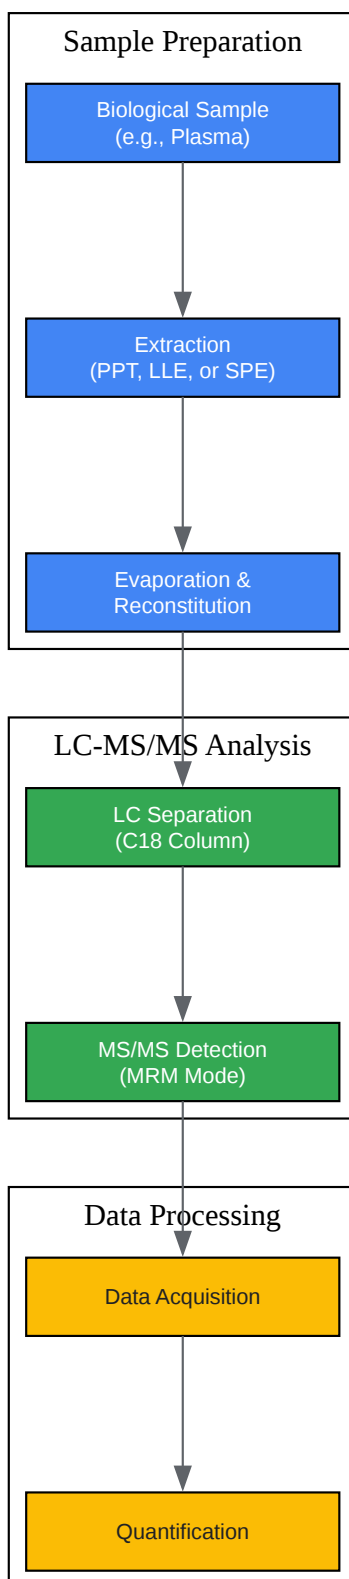 Sample Preparation
Biological Sample
(e.g., Plasma)
Extraction
(PPT, LLE, or SPE)
Evaporation &
Reconstitution
LC-MS/MS Analysis
LC Separation
(C18 Column)
MS/MS Detection
(MRM Mode)
Data Processing
Data Acquisition
Quantification